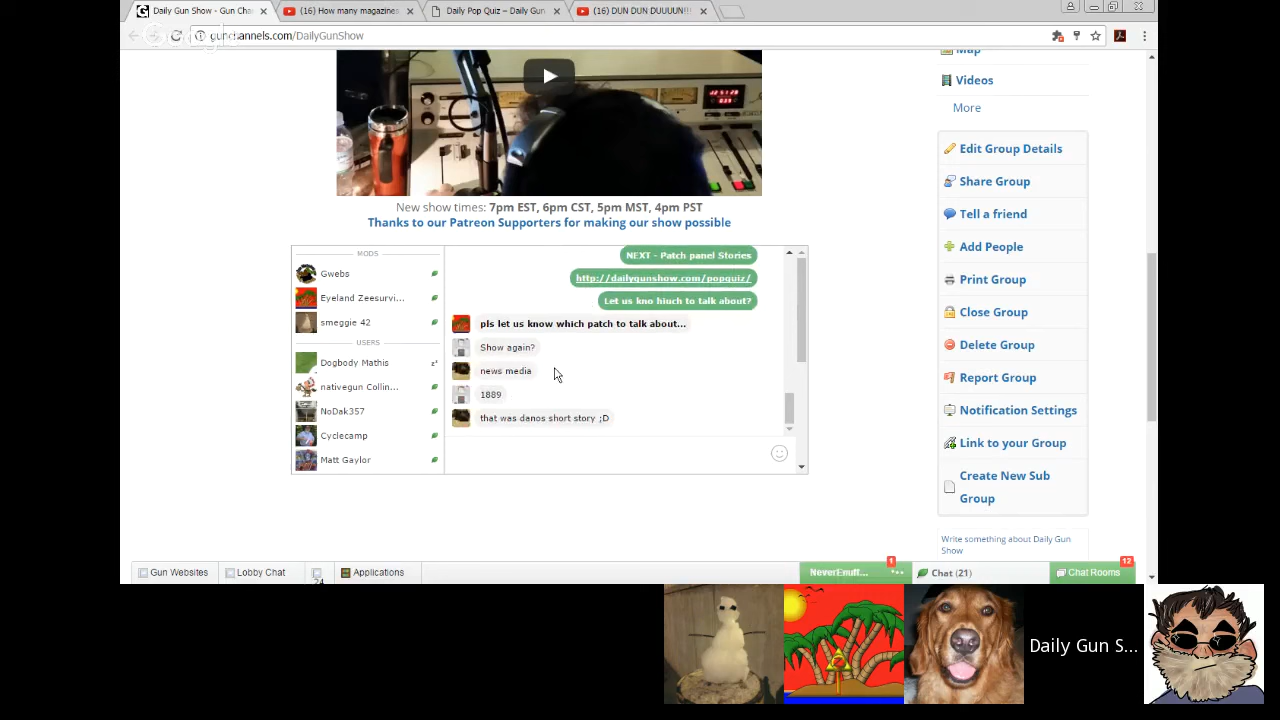 Daily Gun Show - Gun Cha
(16) How many magazines
Daily Pop Quiz – Daily Gun
(16) DUN DUN DUUUN!!!
gunchannels.com/DailyGunShow
Map
Videos
More
Edit Group Details
Share Group
Tell a friend
Add People
Print Group
Close Group
Delete Group
Report Group
Notification Settings
Link to your Group
Create New Sub
Group
Write something about Daily Gun
Show
New show times: 7pm EST, 6pm CST, 5pm MST, 4pm PST
Thanks to our Patreon Supporters for making our show possible
MODS
Gwebs
Eyeland Zeesurvi...
smeggie 42
USERS
Dogbody Mathis
nativegun Collin...
NoDak357
Cyclecamp
Matt Gaylor
NEXT - Patch panel Stories
http://dailygunshow.com/popquiz/
Let us kno hiuch to talk about?
pls let us know which patch to talk about...
Show again?
news media
1889
that was danos short story ;D
Gun Websites
Lobby Chat
24
Applications
NeverEnuff...
1
Chat (21)
Chat Rooms
12
Daily Gun S...